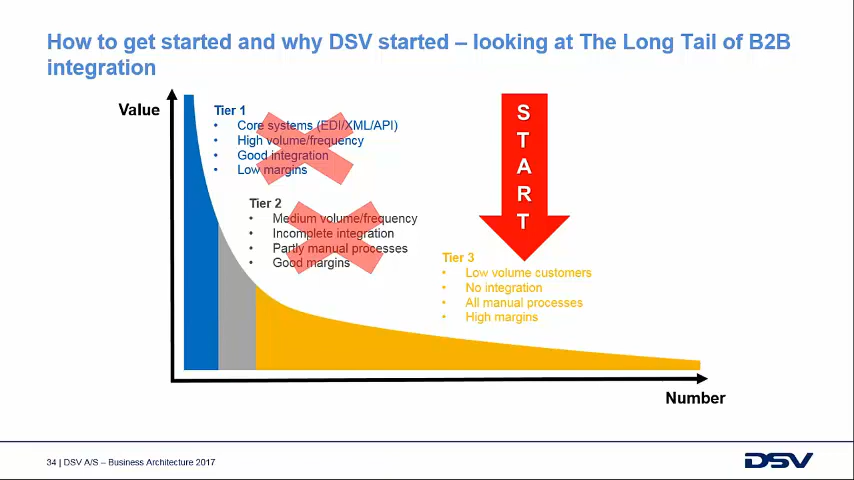 How to get started and why DSV started – looking at The Long Tail of B2B
integration
Value
Tier 1
• Core systems (EDI/XML/API)
• High volume/frequency
• Good integration
• Low margins
Tier 2
• Medium volume/frequency
• Incomplete integration
• Partly manual processes
• Good margins
S
T
A
R
T
Tier 3
• Low volume customers
• No integration
• All manual processes
• High margins
Number
34 | DSV A/S – Business Architecture 2017
DSV